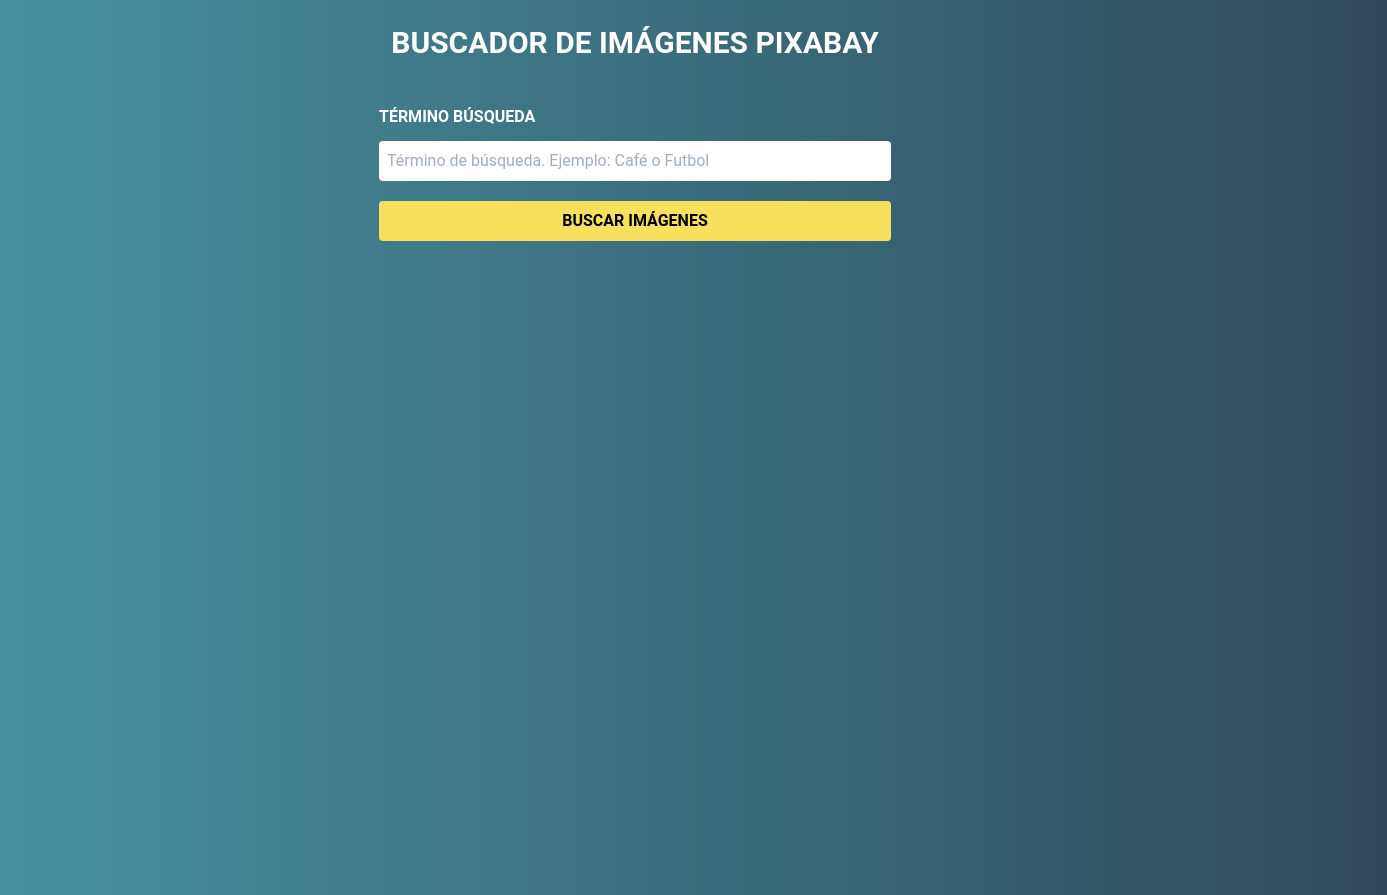 BUSCADOR DE IMÁGENES PIXABAY
TÉRMINO BÚSQUEDA
Término de búsqueda. Ejemplo: Café o Futbol
BUSCAR IMÁGENES